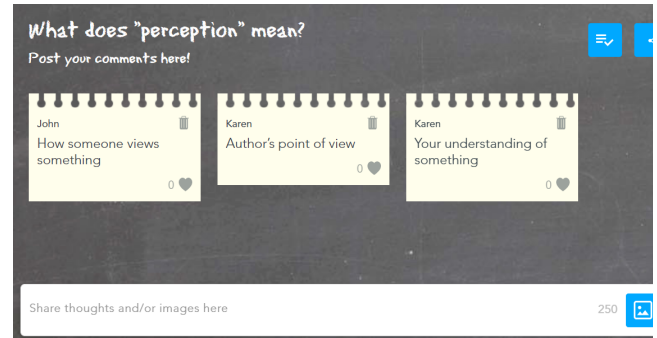 What does "perception" mean?
Post your comments here!
John
How someone views
something
0
Karen
Author's point of view
0
Karen
Your understanding of
something
0
Share thoughts and/or images here
250